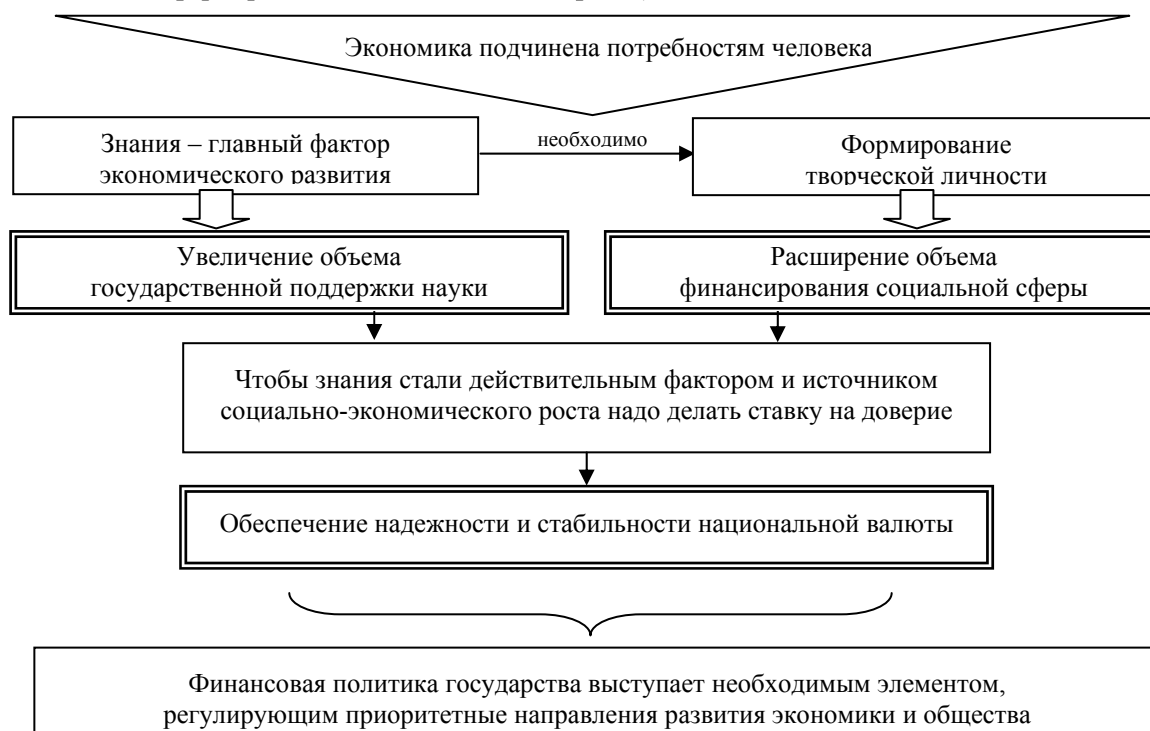 Экономика подчинена потребностям человека
Знания – главный фактор
экономического развития
необходимо
Формирование
творческой личности
Увеличение объема
государственной поддержки науки
Расширение объема
финансирования социальной сферы
Чтобы знания стали действительным фактором и источником
социально-экономического роста надо делать ставку на доверие
Обеспечение надежности и стабильности национальной валюты
Финансовая политика государства выступает необходимым элементом,
регулирующим приоритетные направления развития экономики и общества